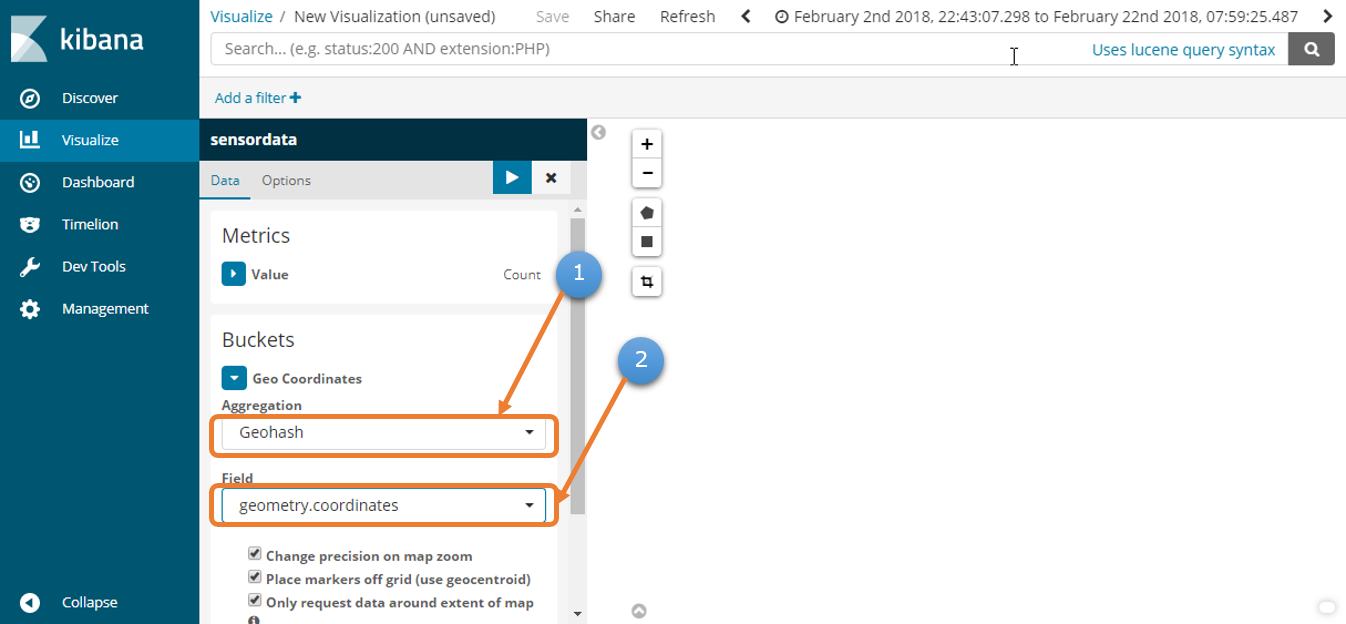 kibana
Visualize / New Visualization (unsaved) Save Share Refresh February 2nd 2018, 22:43:07.298 to February 22nd 2018, 07:59:25.487
Search... (e.g. status:200 AND extension:PHP) Uses lucene query syntax
Add a filter +
Discover
Visualize
Dashboard
Timelion
Dev Tools
Management
Collapse
sensordata
Data Options
Metrics
Value Count
Buckets
Geo Coordinates
Aggregation
Geohash
Field
geometry.coordinates
Change precision on map zoom
Place markers off grid (use geocentroid)
Only request data around extent of map
1
2
+
−